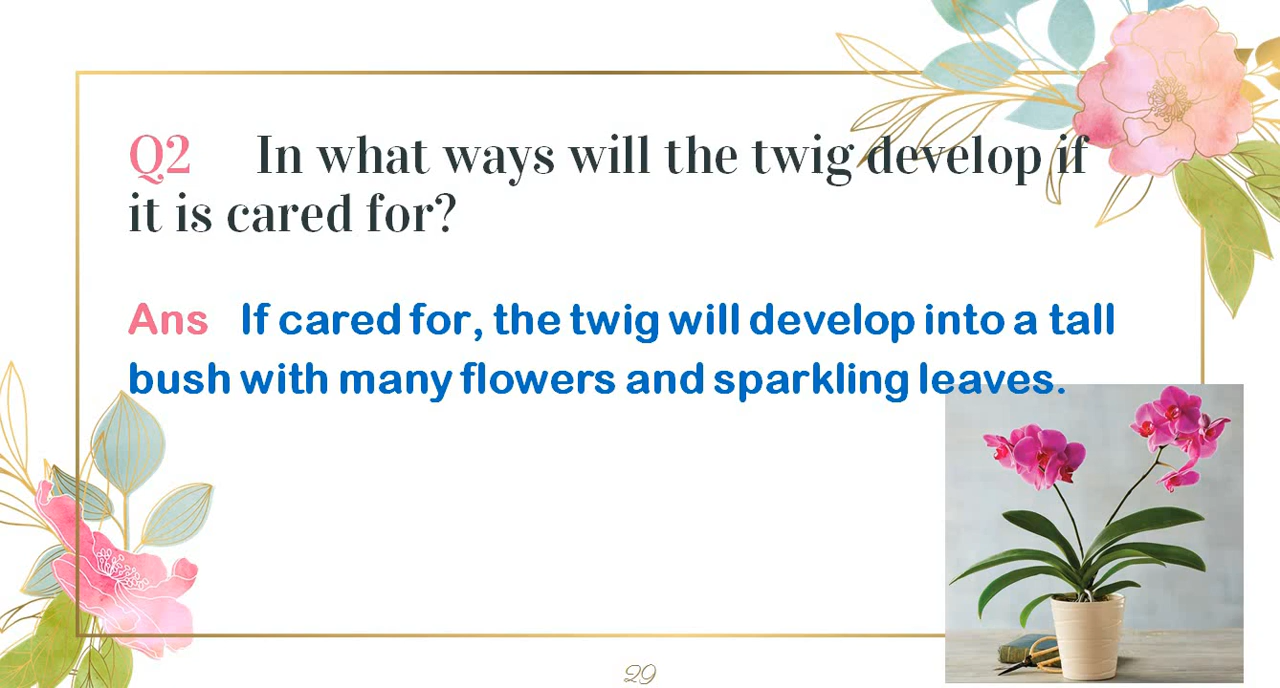 Q2 In what ways will the twig develop if
it is cared for?
Ans If cared for, the twig will develop into a tall
bush with many flowers and sparkling leaves.
29